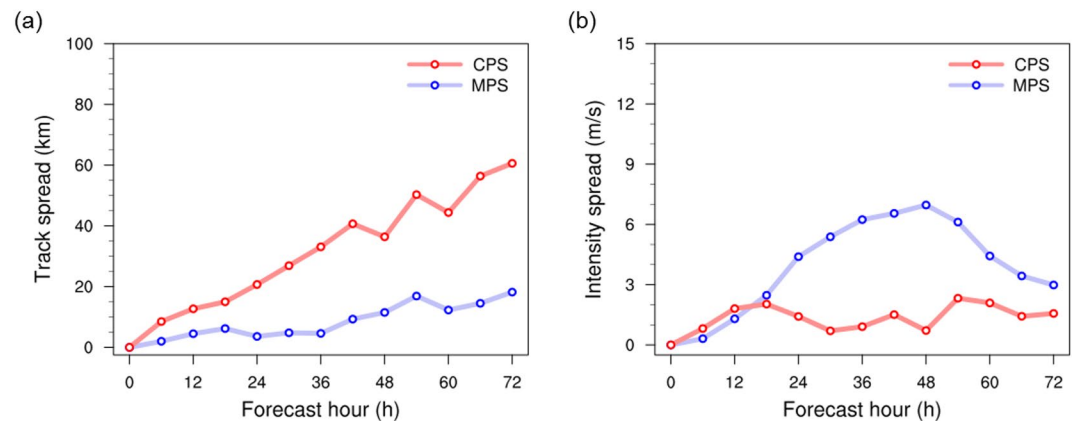 (a)
100
80
60
40
20
0
Track spread (km)
CPS
MPS
0 12 24 36 48 60 72
Forecast hour (h)
(b)
15
12
9
6
3
0
Intensity spread (m/s)
CPS
MPS
0 12 24 36 48 60 72
Forecast hour (h)